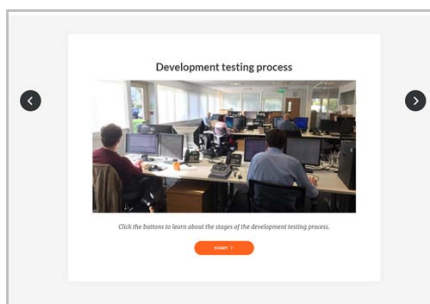 Development testing process
Click the buttons to learn about the stages of the development testing process.
START